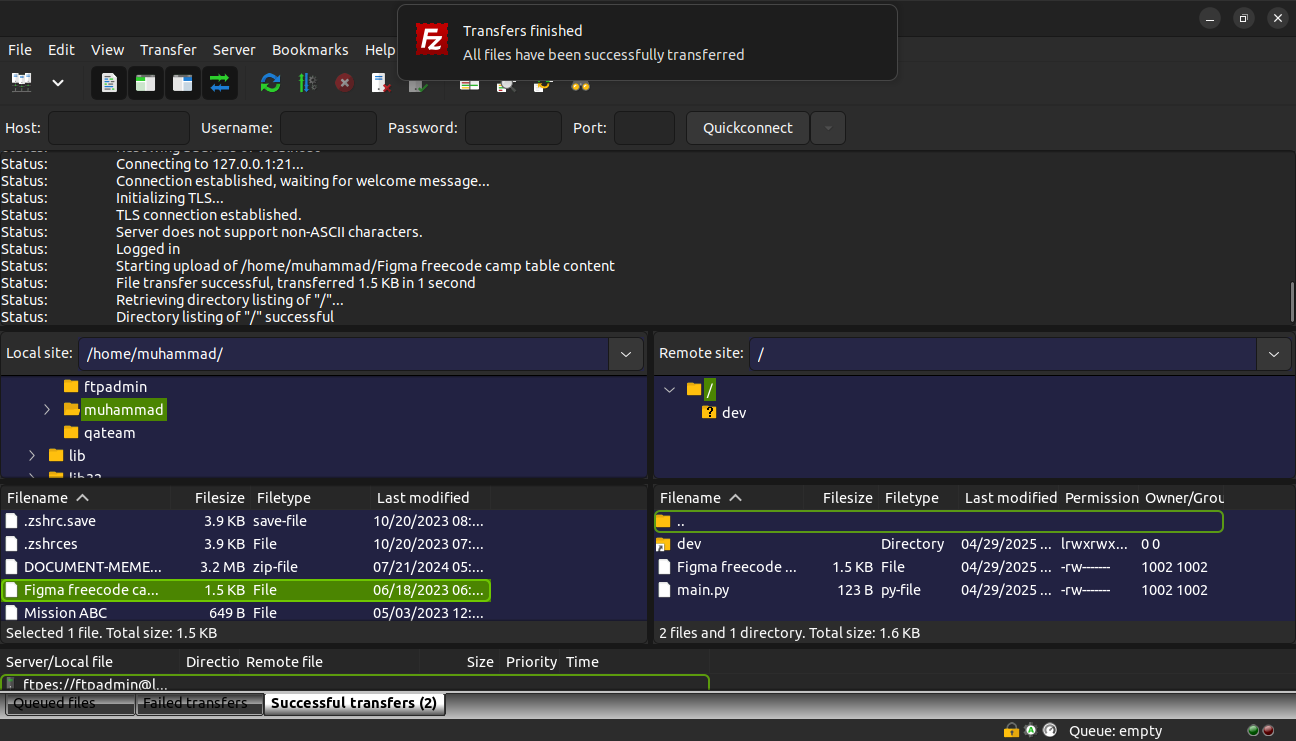 Transfers finished
All files have been successfully transferred
File Edit View Transfer Server Bookmarks Help
Host: Username: Password: Port: Quickconnect
Status: Connecting to 127.0.0.1:21...
Status: Connection established, waiting for welcome message...
Status: Initializing TLS...
Status: TLS connection established.
Status: Server does not support non-ASCII characters.
Status: Logged in
Status: Starting upload of /home/muhammad/Figma freecode camp table content
Status: File transfer successful, transferred 1.5 KB in 1 second
Status: Retrieving directory listing of "/"...
Status: Directory listing of "/" successful
Local site: /home/muhammad/
ftpadmin
muhammad
qateam
lib
lib32
Remote site: /
/
dev
Filename Filesize Filetype Last modified
.zshrc.save 3.9 KB save-file 10/20/2023 08:...
.zshrces 3.9 KB File 10/20/2023 07:...
DOCUMENT-MEME... 3.2 MB zip-file 07/21/2024 05:...
Figma freecode ca... 1.5 KB File 06/18/2023 06:...
Mission ABC 649 B File 05/03/2023 12:...
Selected 1 file. Total size: 1.5 KB
Filename Filesize Filetype Last modified Permission Owner/Grou
..
dev Directory 04/29/2025 ... lrwxrwx... 0 0
Figma freecode ... 1.5 KB File 04/29/2025 ... -rw------- 1002 1002
main.py 123 B py-file 04/29/2025 ... -rw------- 1002 1002
2 files and 1 directory. Total size: 1.6 KB
Server/Local file Directio Remote file Size Priority Time
ftpes://ftpadmin@l...
Queued files Failed transfers Successful transfers (2)
Queue: empty